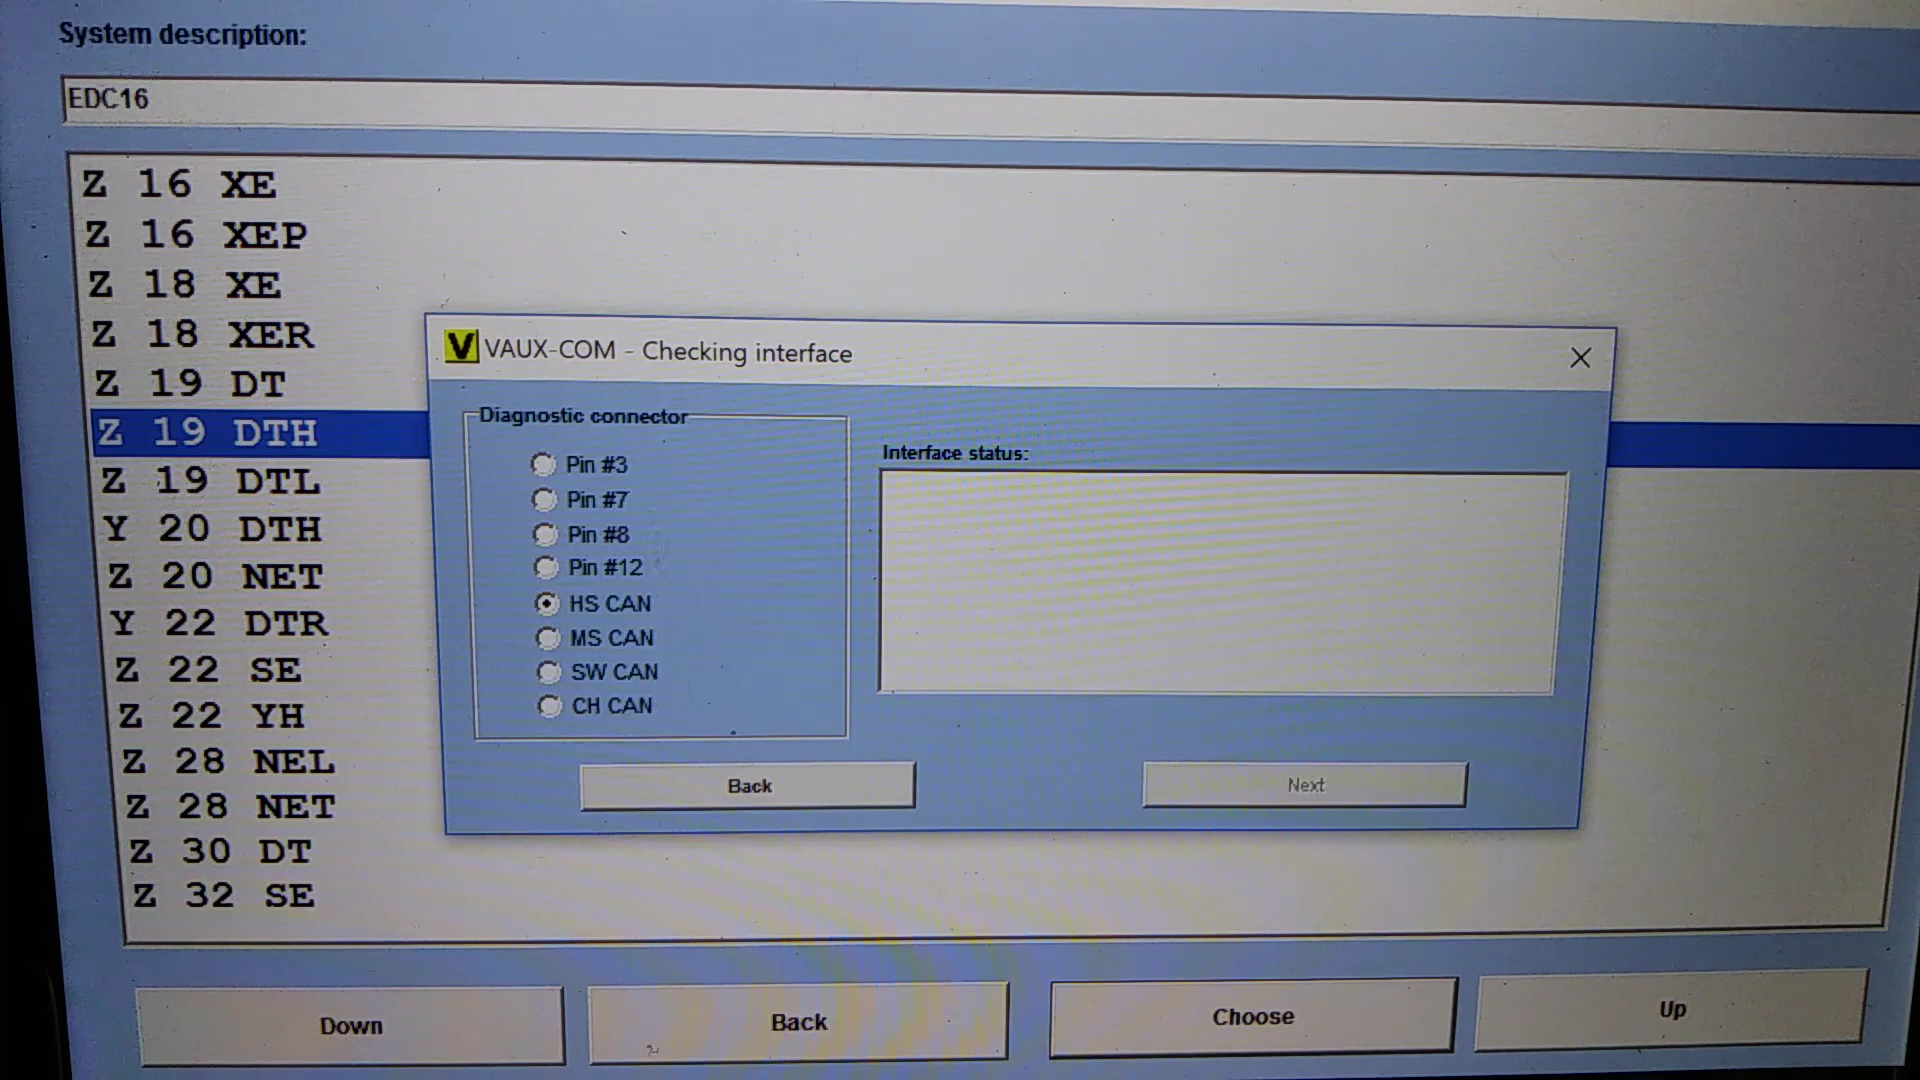 System description:
EDC16
Z 16 XE
Z 16 XEP
Z 18 XE
Z 18 XER
Z 19 DT
Z 19 DTH
Z 19 DTL
Y 20 DTH
Z 20 NET
Y 22 DTR
Z 22 SE
Z 22 YH
Z 28 NEL
Z 28 NET
Z 30 DT
Z 32 SE
V VAUX-COM - Checking interface
Diagnostic connector
Pin #3
Pin #7
Pin #8
Pin #12
HS CAN
MS CAN
SW CAN
CH CAN
Interface status:
Back
Next
Down
Back
Choose
Up